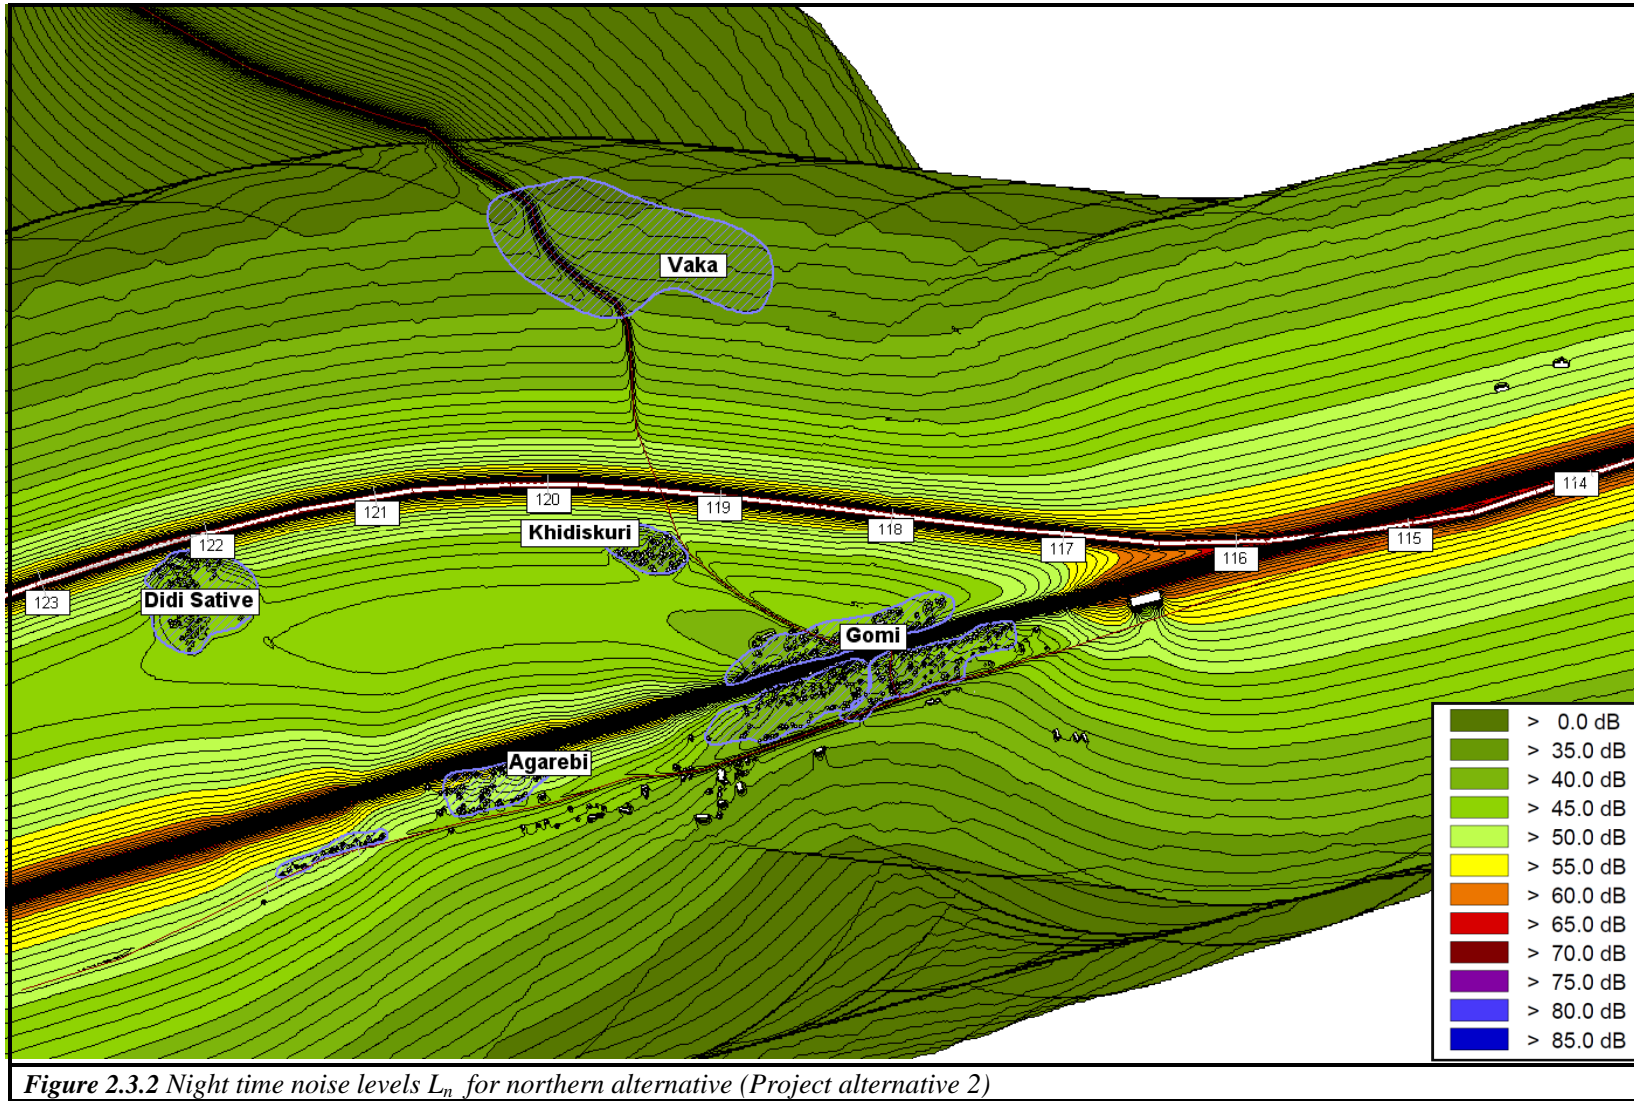 Vaka
114
120
119
121
115
118
Khidiskuri
122
117
116
Didi Sative
123
Gomi
Agarebi
> 0.0 dB
> 35.0 dB
> 40.0 dB
> 45.0 dB
> 50.0 dB
> 55.0 dB
> 60.0 dB
> 65.0 dB
> 70.0 dB
> 75.0 dB
> 80.0 dB
> 85.0 dB
Figure 2.3.2 Night time noise levels Ln for northern alternative (Project alternative 2)